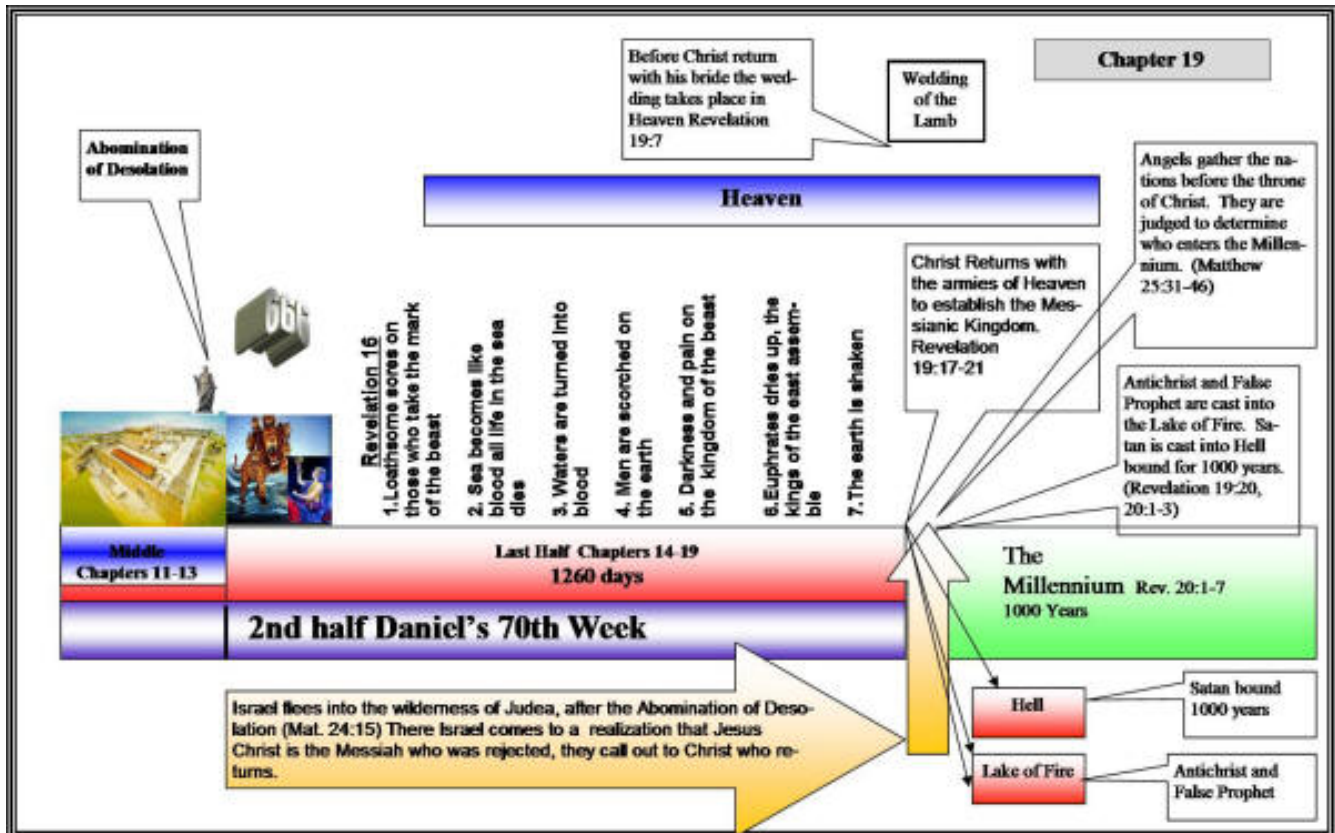 Chapter 19
Before Christ return
with his bride the wed-
ding takes place in
Heaven Revelation
19:7
Wedding
of the
Lamb
Abomination
of Desolation
Heaven
Angels gather the na-
tions before the throne
of Christ. They are
judged to determine
who enters the Millen-
nium. (Matthew
25:31-46)
Christ Returns with
the armies of Heaven
to establish the Mes-
sianic Kingdom.
Revelation
19:17-21
666
Revelation 16
1.Loathsome sores on
those who take the mark
of the beast
2. Sea becomes like
blood all life in the sea
dies
3. Waters are turned into
blood
4. Men are scorched on
the earth
5. Darkness and pain on
the kingdom of the beast
6.Euphrates dries up, the
kings of the east assem-
ble
7.The earth is shaken
Antichrist and False
Prophet are cast into
the Lake of Fire. Sa-
tan is cast into Hell
bound for 1000 years.
(Revelation 19:20,
20:1-3)
Middle
Chapters 11-13
Last Half Chapters 14-19
1260 days
The
Millennium Rev. 20:1-7
1000 Years
2nd half Daniel's 70th Week
Israel flees into the wilderness of Judea, after the Abomination of Deso-
lation (Mat. 24:15) There Israel comes to a realization that Jesus
Christ is the Messiah who was rejected, they call out to Christ who re-
turns.
Hell
Satan bound
1000 years
Lake of Fire
Antichrist and
False Prophet